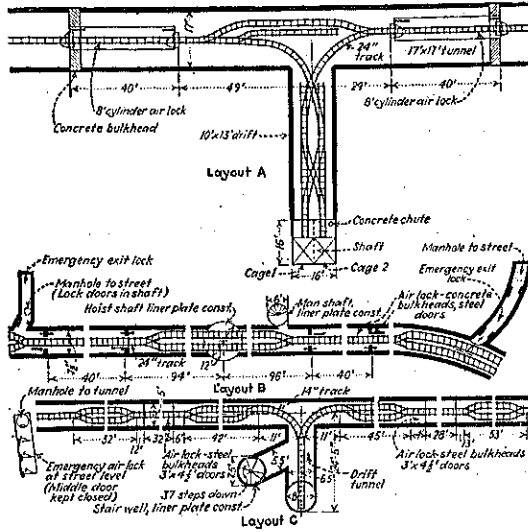 17'
24"
track
17'x17' tunnel
40'
49'
29'
40'
8' cylinder air lock
Concrete bulkhead
8' cylinder air lock
10'x13' drift
Layout A
Concrete chute
16'
Shaft
Cage 1
16'
Cage 2
Emergency exit lock
Manhole to street
(Lock doors in shaft)
Hoist shaft liner plate const.
Man shaft,
liner plate const.
Manhole to street
Emergency exit
lock
Air lock-concrete
bulkheads, steel
doors
24" track
12'
40'
94'
96'
40'
Layout B
14" track
Manhole to tunnel
32'
12'
32'
6'
42'
11'
11'
45'
28'
53'
Emergency air lock
at street level
(Middle door
kept closed)
Air lock-steel
bulkheads
3'x4½' doors
Air lock-steel bulkheads
3'x4½' doors
Drift
tunnel
37 steps down
Stair well, liner plate const.
Layout C